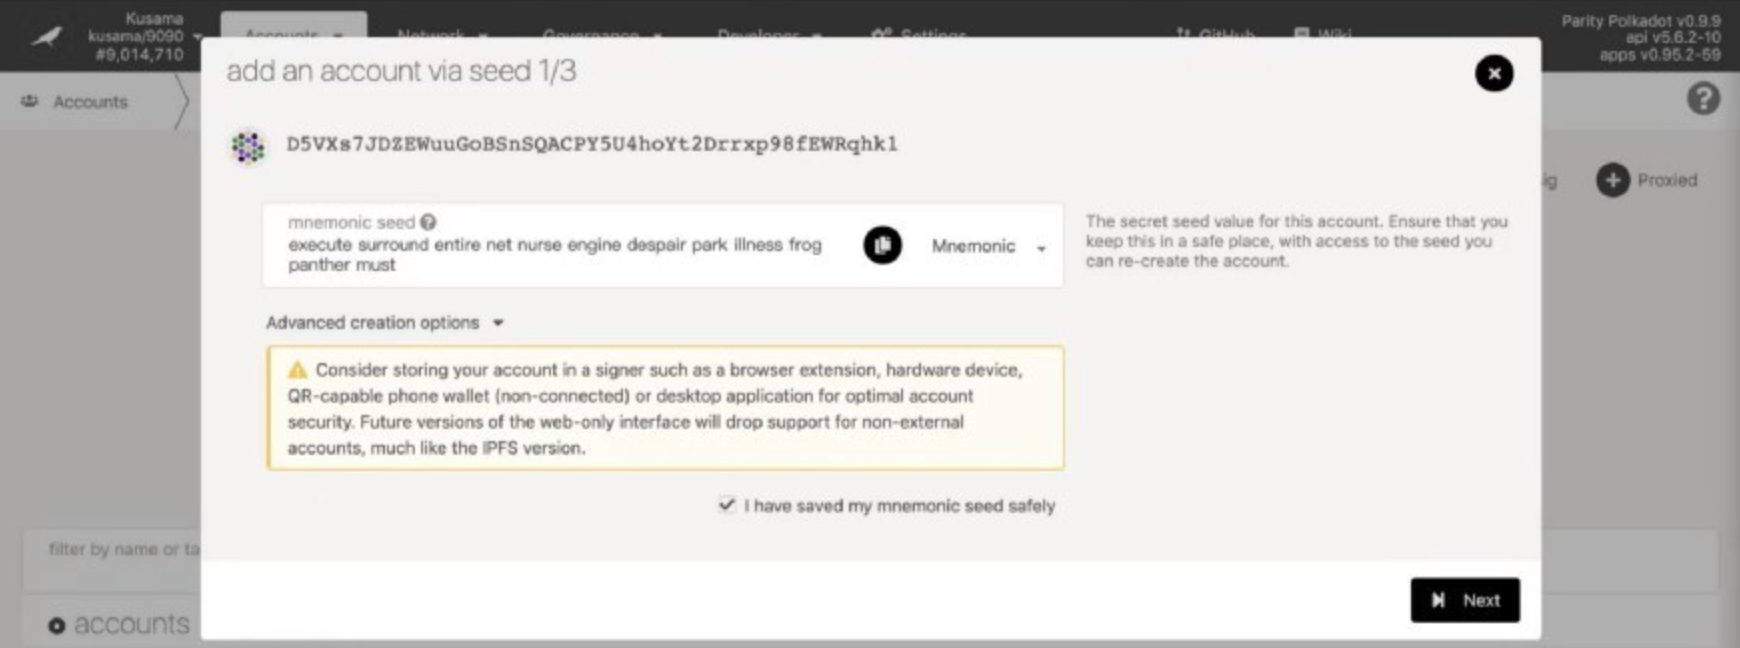 Kusama
kusama/9090
#9,014,710
Accounts
Network
Governance
Developer
Settings
GitHub
Wiki
Parity Polkadot v0.9.9
api v5.6.2-10
apps v0.95.2-59
Accounts
add an account via seed 1/3
D5VXs7JDZEWuuGoBSnSQACPY5U4hoYt2Drrxp98fEWRqhkl
ig
Proxied
mnemonic seed
execute surround entire net nurse engine despair park illness frog
panther must
Mnemonic
The secret seed value for this account. Ensure that you
keep this in a safe place, with access to the seed you
can re-create the account.
Advanced creation options
Consider storing your account in a signer such as a browser extension, hardware device,
QR-capable phone wallet (non-connected) or desktop application for optimal account
security. Future versions of the web-only interface will drop support for non-external
accounts, much like the IPFS version.
I have saved my mnemonic seed safely
filter by name or ta
Next
accounts